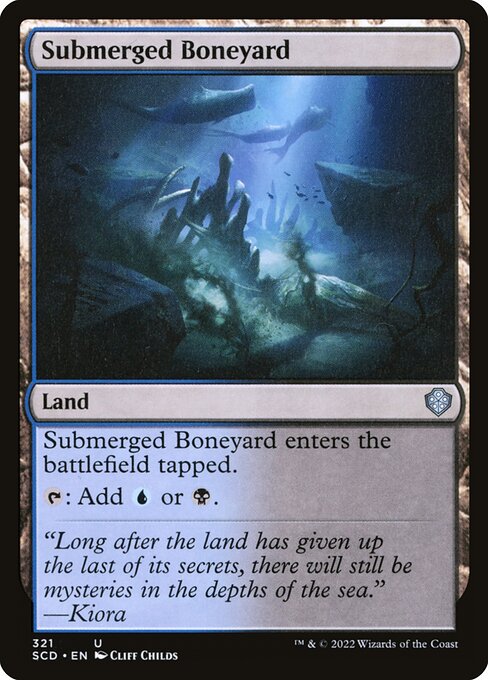 Submerged Boneyard
Land
Submerged Boneyard enters the
battlefield tapped.
: Add or .
“Long after the land has given up
the last of its secrets, there will still be
mysteries in the depths of the sea.”
—Kiora
321 U
SCD • EN Cliff Childs
™ & © 2022 Wizards of the Coast